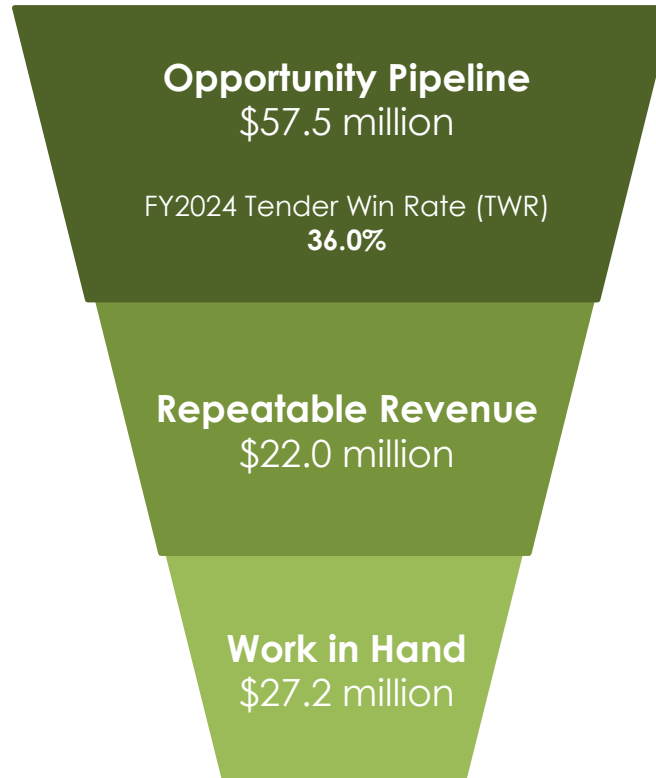 Opportunity Pipeline
$57.5 million
FY2024 Tender Win Rate (TWR)
36.0%
Repeatable Revenue
$22.0 million
Work in Hand
$27.2 million